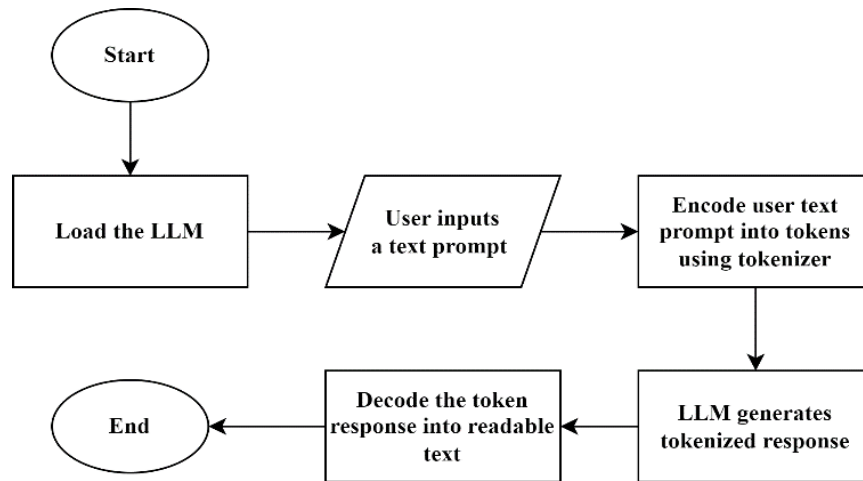 Start
Load the LLM
User inputs
a text prompt
Encode user text
prompt into tokens
using tokenizer
LLM generates
tokenized response
Decode the token
response into readable
text
End